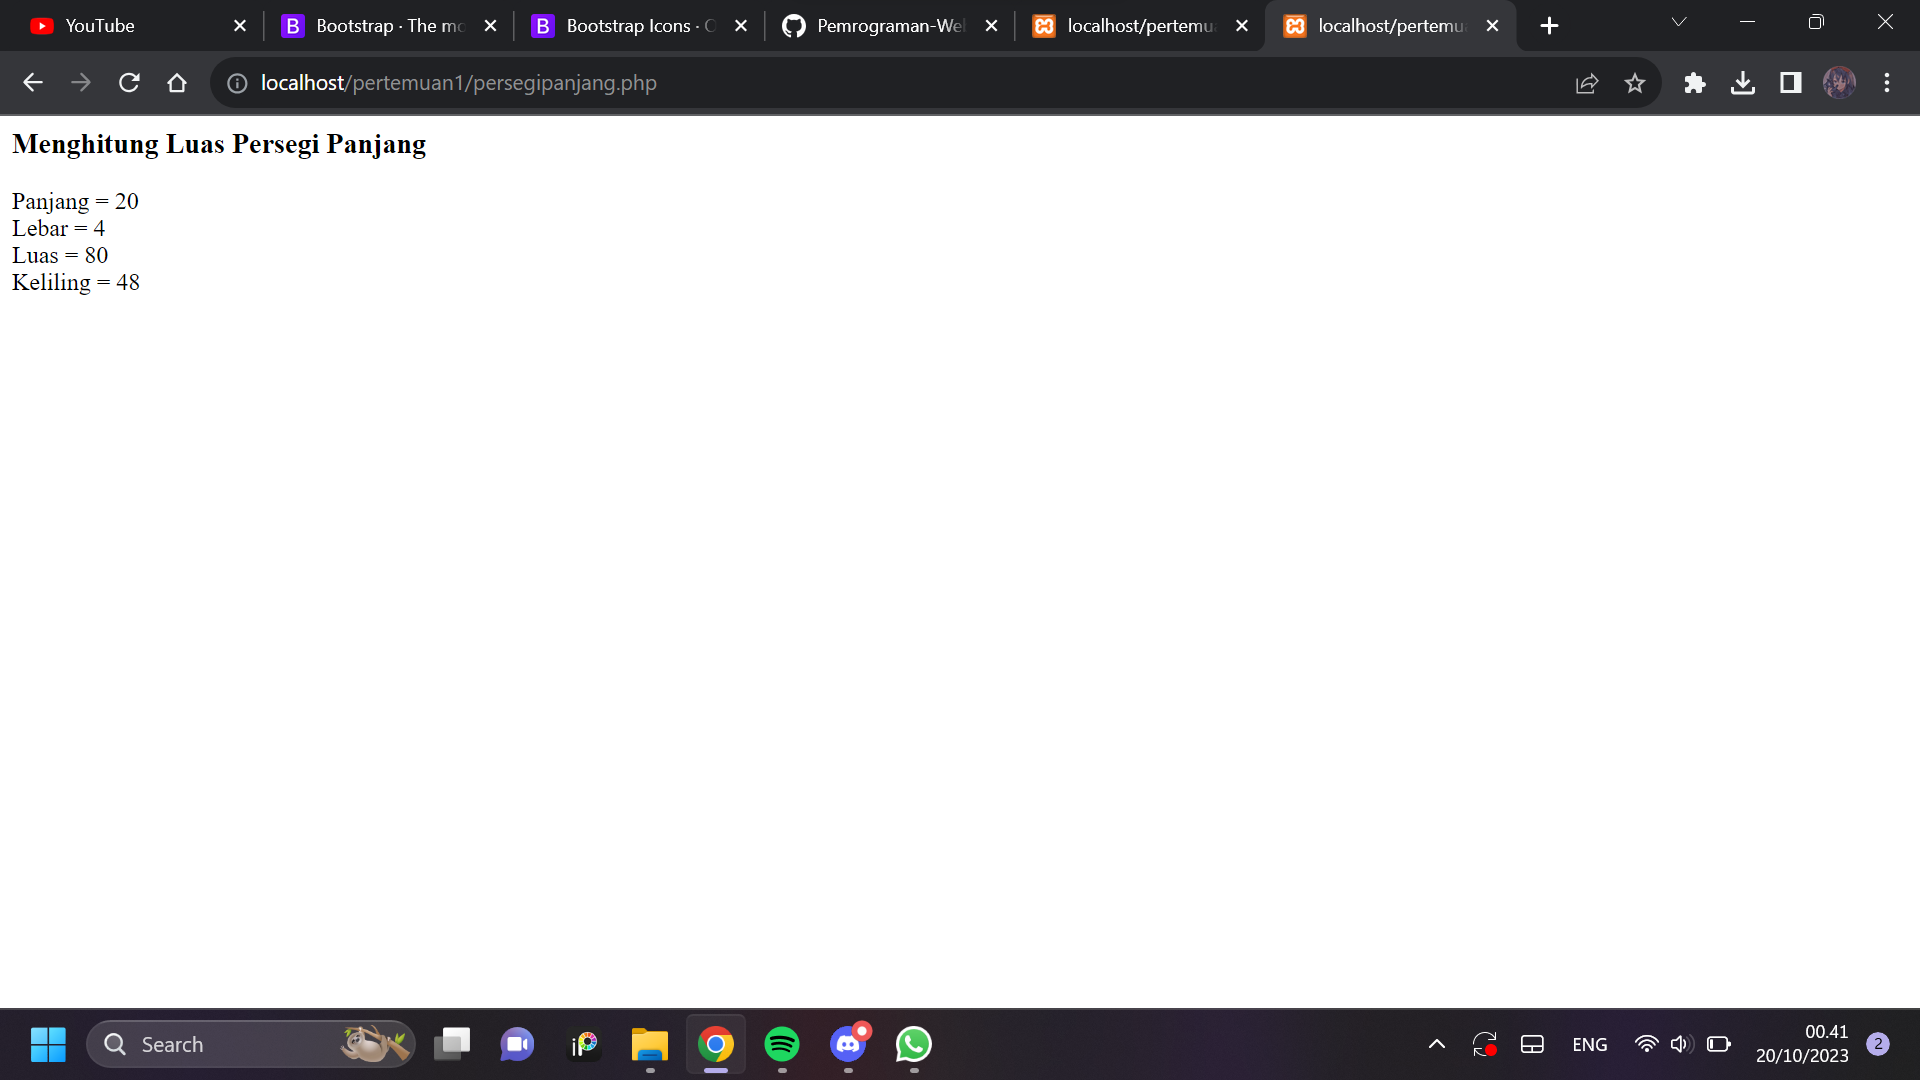 YouTube
Bootstrap · The mo
Bootstrap Icons · O
Pemrograman-Wel
localhost/pertemu
localhost/pertemu
localhost/pertemuan1/persegipanjang.php
Menghitung Luas Persegi Panjang
Panjang = 20
Lebar = 4
Luas = 80
Keliling = 48
Search
ENG
00.41
20/10/2023
2